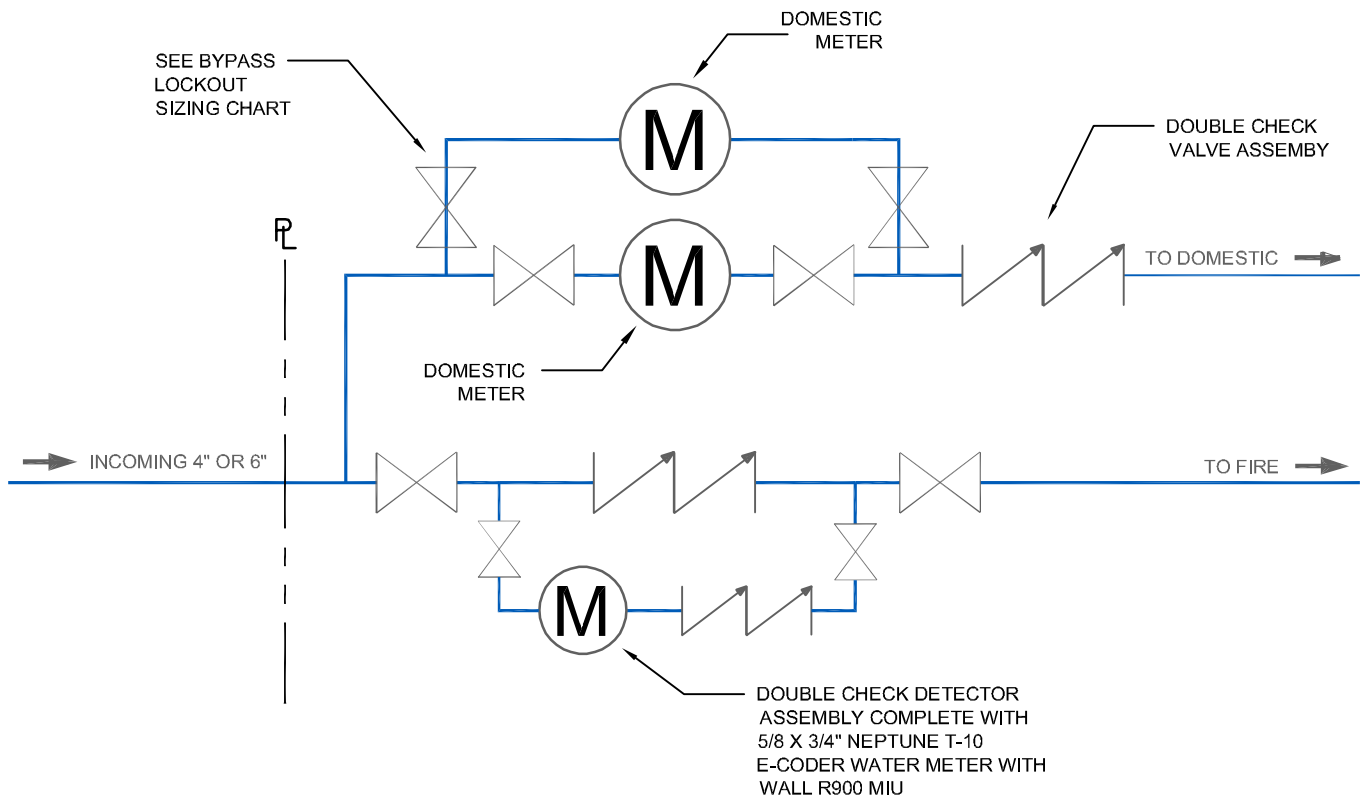 DOMESTIC
METER
SEE BYPASS
LOCKOUT
SIZING CHART
M
DOUBLE CHECK
VALVE ASSEMBY
PL
M
TO DOMESTIC
DOMESTIC
METER
INCOMING 4" OR 6"
TO FIRE
M
DOUBLE CHECK DETECTOR
ASSEMBLY COMPLETE WITH
5/8 X 3/4" NEPTUNE T-10
E-CODER WATER METER WITH
WALL R900 MIU